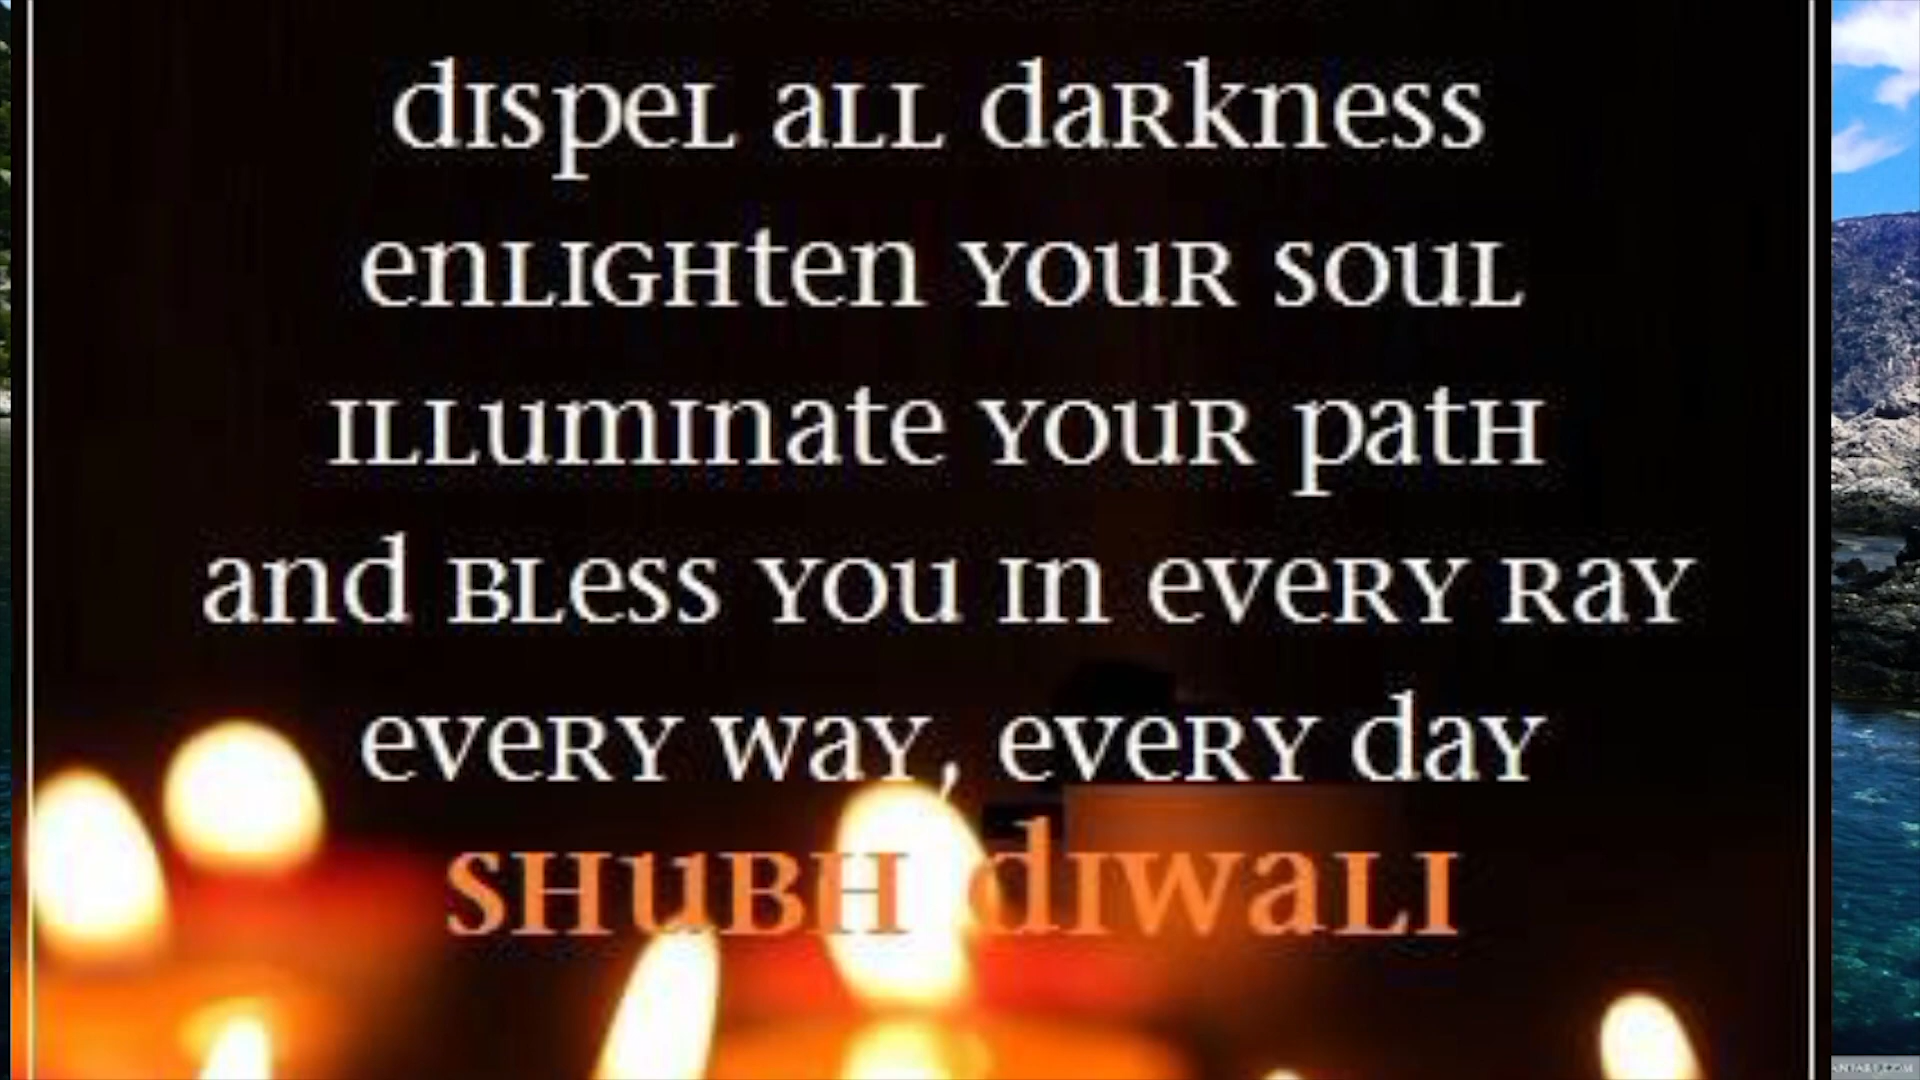 dispel all darkness
enlighten your soul
illuminate your path
and bless you in every ray
every way, every day
shubh diwali